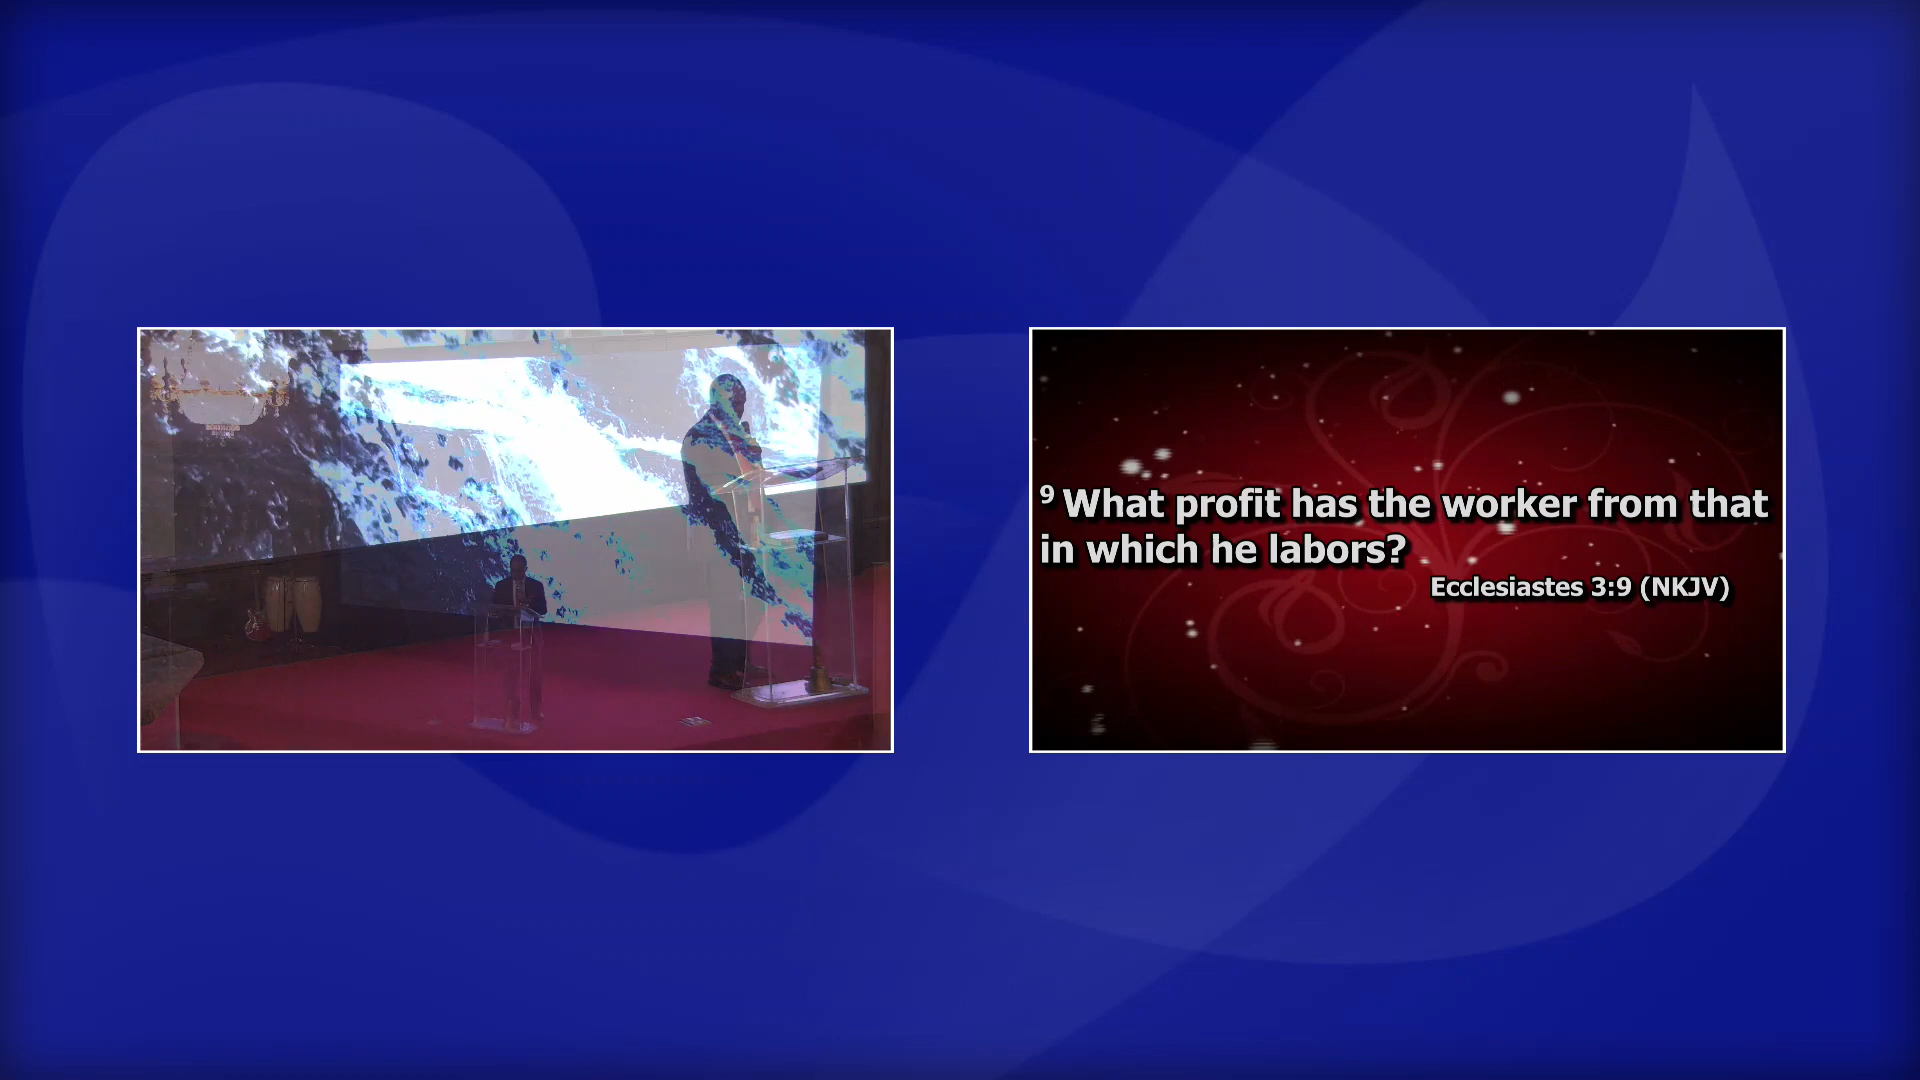 9 What profit has the worker from that
in which he labors?
Ecclesiastes 3:9 (NKJV)